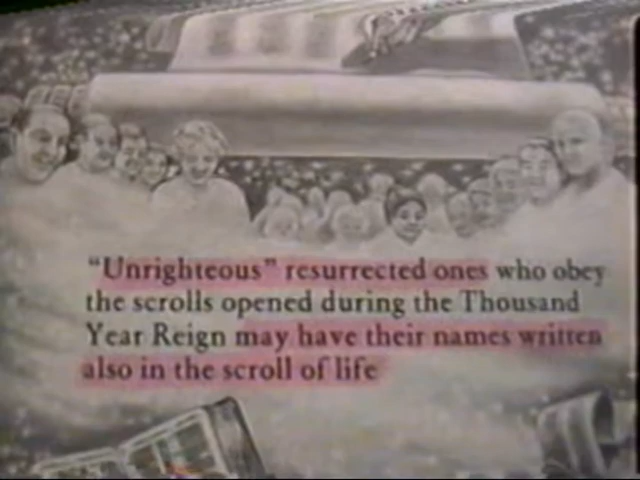 "Unrighteous" resurrected ones who obey
the scrolls opened during the Thousand
Year Reign may have their names written
also in the scroll of life